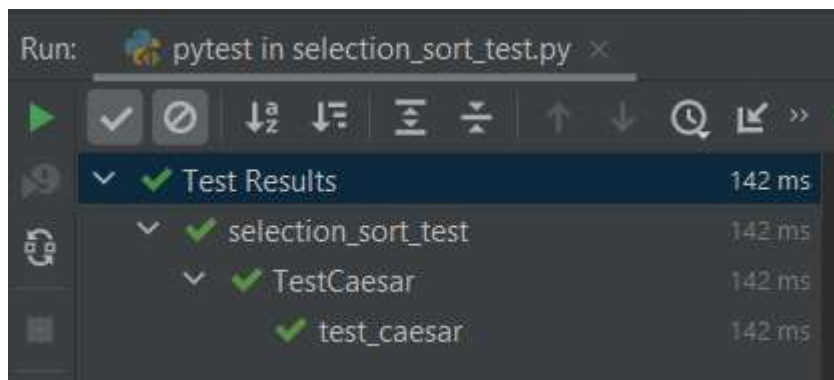 Run: pytest in selection_sort_test.py
Test Results 142 ms
selection_sort_test 142 ms
TestCaesar 142 ms
test_caesar 142 ms